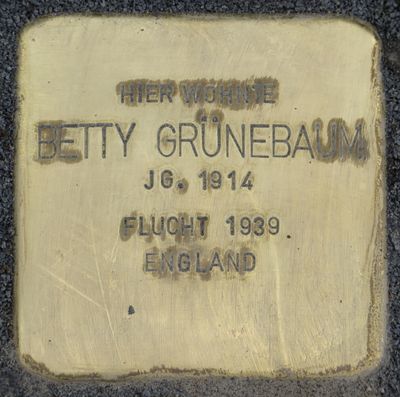 HIER WOHNTE
BETTY GRÜNEBAUM
JG. 1914
FLUCHT 1939
ENGLAND